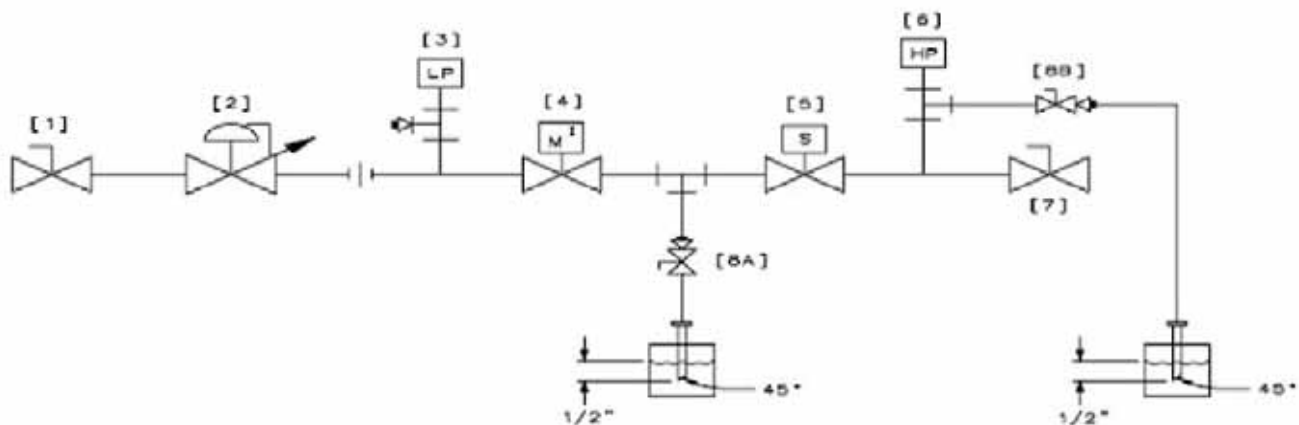 [6]
[3]
HP
[8B]
LP
[2]
[4]
[5]
[1]
M I
S
[7]
[8A]
45°
1/2"
45°
1/2"